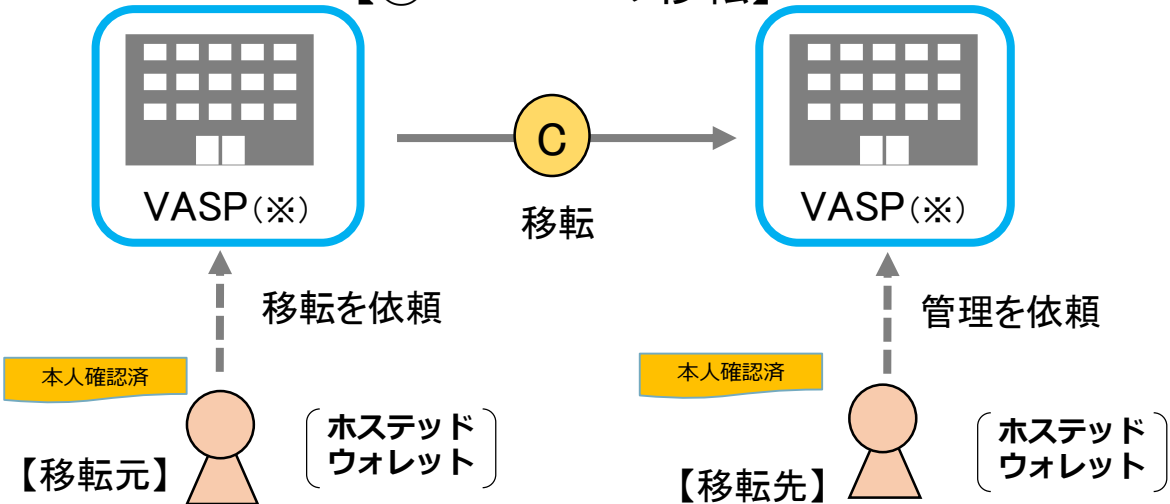 移転】
VASP（※）
C
移転
VASP（※）
移転を依頼
管理を依頼
本人確認済
本人確認済
ホステッド
ウォレット
【移転元】
ホステッド
ウォレット
【移転先】